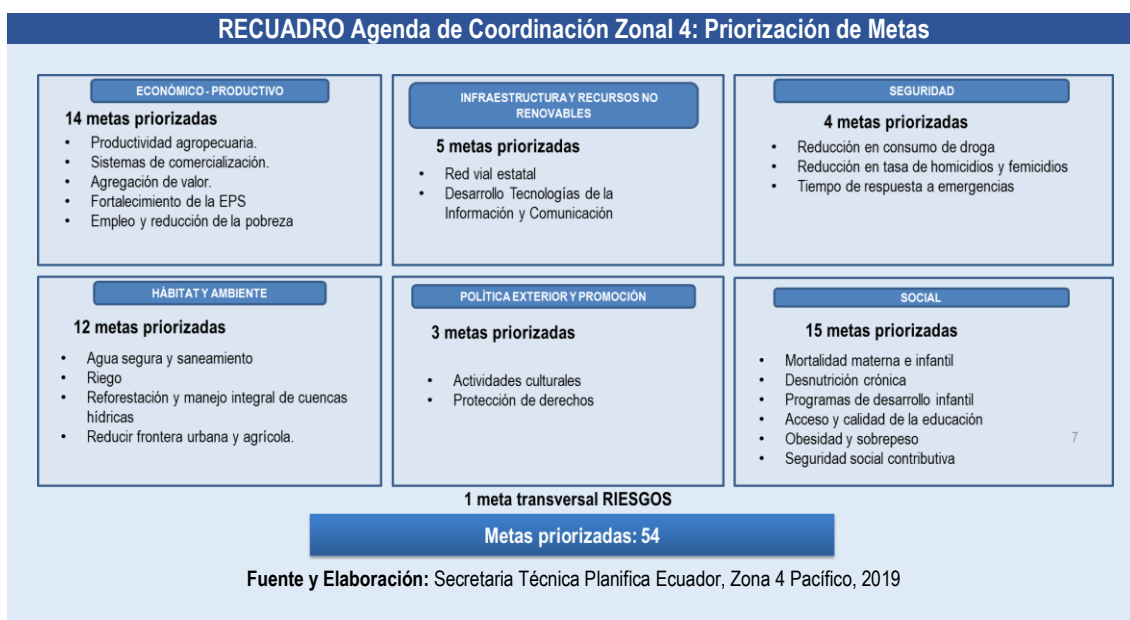 RECUADRO Agenda de Coordinación Zonal 4: Priorización de Metas
ECONÓMICO - PRODUCTIVO
14 metas priorizadas
• Productividad agropecuaria.
• Sistemas de comercialización.
• Agregación de valor.
• Fortalecimiento de la EPS
• Empleo y reducción de la pobreza
INFRAESTRUCTURA Y RECURSOS NO
RENOVABLES
5 metas priorizadas
• Red vial estatal
• Desarrollo Tecnologías de la
Información y Comunicación
SEGURIDAD
4 metas priorizadas
• Reducción en consumo de droga
• Reducción en tasa de homicidios y femicidios
• Tiempo de respuesta a emergencias
HÁBITAT Y AMBIENTE
12 metas priorizadas
• Agua segura y saneamiento
• Riego
• Reforestación y manejo integral de cuencas
hídricas
• Reducir frontera urbana y agrícola.
POLÍTICA EXTERIOR Y PROMOCIÓN
3 metas priorizadas
• Actividades culturales
• Protección de derechos
SOCIAL
15 metas priorizadas
• Mortalidad materna e infantil
• Desnutrición crónica
• Programas de desarrollo infantil
• Acceso y calidad de la educación
• Obesidad y sobrepeso
• Seguridad social contributiva
7
1 meta transversal RIESGOS
Metas priorizadas: 54
Fuente y Elaboración: Secretaria Técnica Planifica Ecuador, Zona 4 Pacífico, 2019